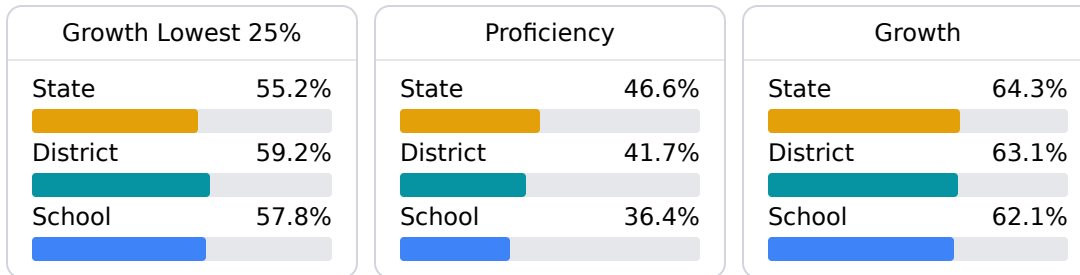 Growth Lowest 25%
State 55.2%
District 59.2%
School 57.8%
Proficiency
State 46.6%
District 41.7%
School 36.4%
Growth
State 64.3%
District 63.1%
School 62.1%